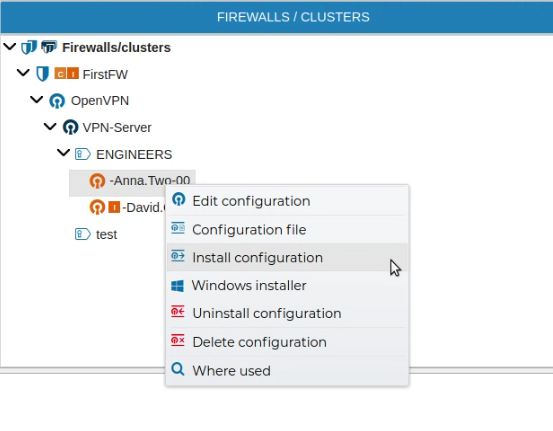 FIREWALLS / CLUSTERS
Firewalls/clusters
C I FirstFW
OpenVPN
VPN-Server
ENGINEERS
-Anna.Two-00
I -David.
test
Edit configuration
Configuration file
Install configuration
Windows installer
Uninstall configuration
Delete configuration
Where used